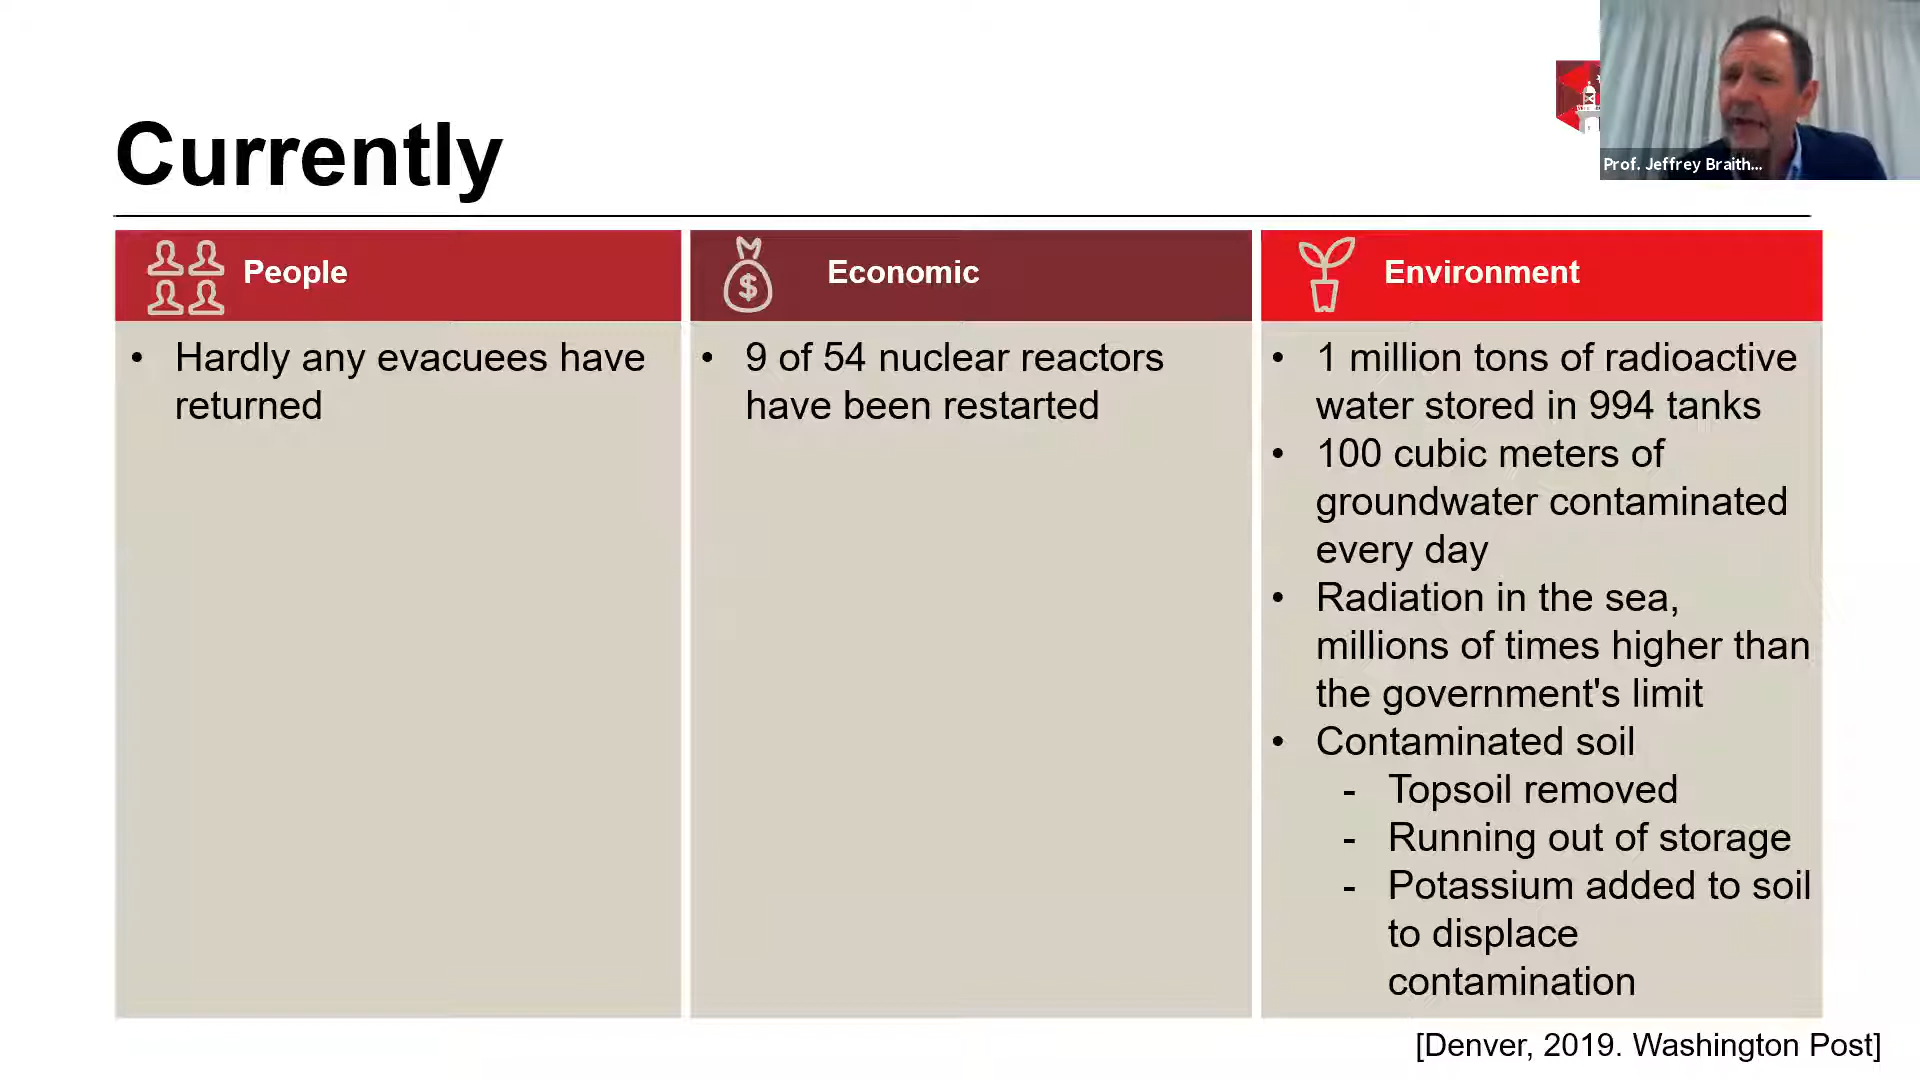 Prof. Jeffrey Braith...
Currently
People
• Hardly any evacuees have
returned
Economic
• 9 of 54 nuclear reactors
have been restarted
Environment
• 1 million tons of radioactive
water stored in 994 tanks
• 100 cubic meters of
groundwater contaminated
every day
• Radiation in the sea,
millions of times higher than
the government's limit
• Contaminated soil
- Topsoil removed
- Running out of storage
- Potassium added to soil
to displace
contamination
[Denver, 2019. Washington Post]